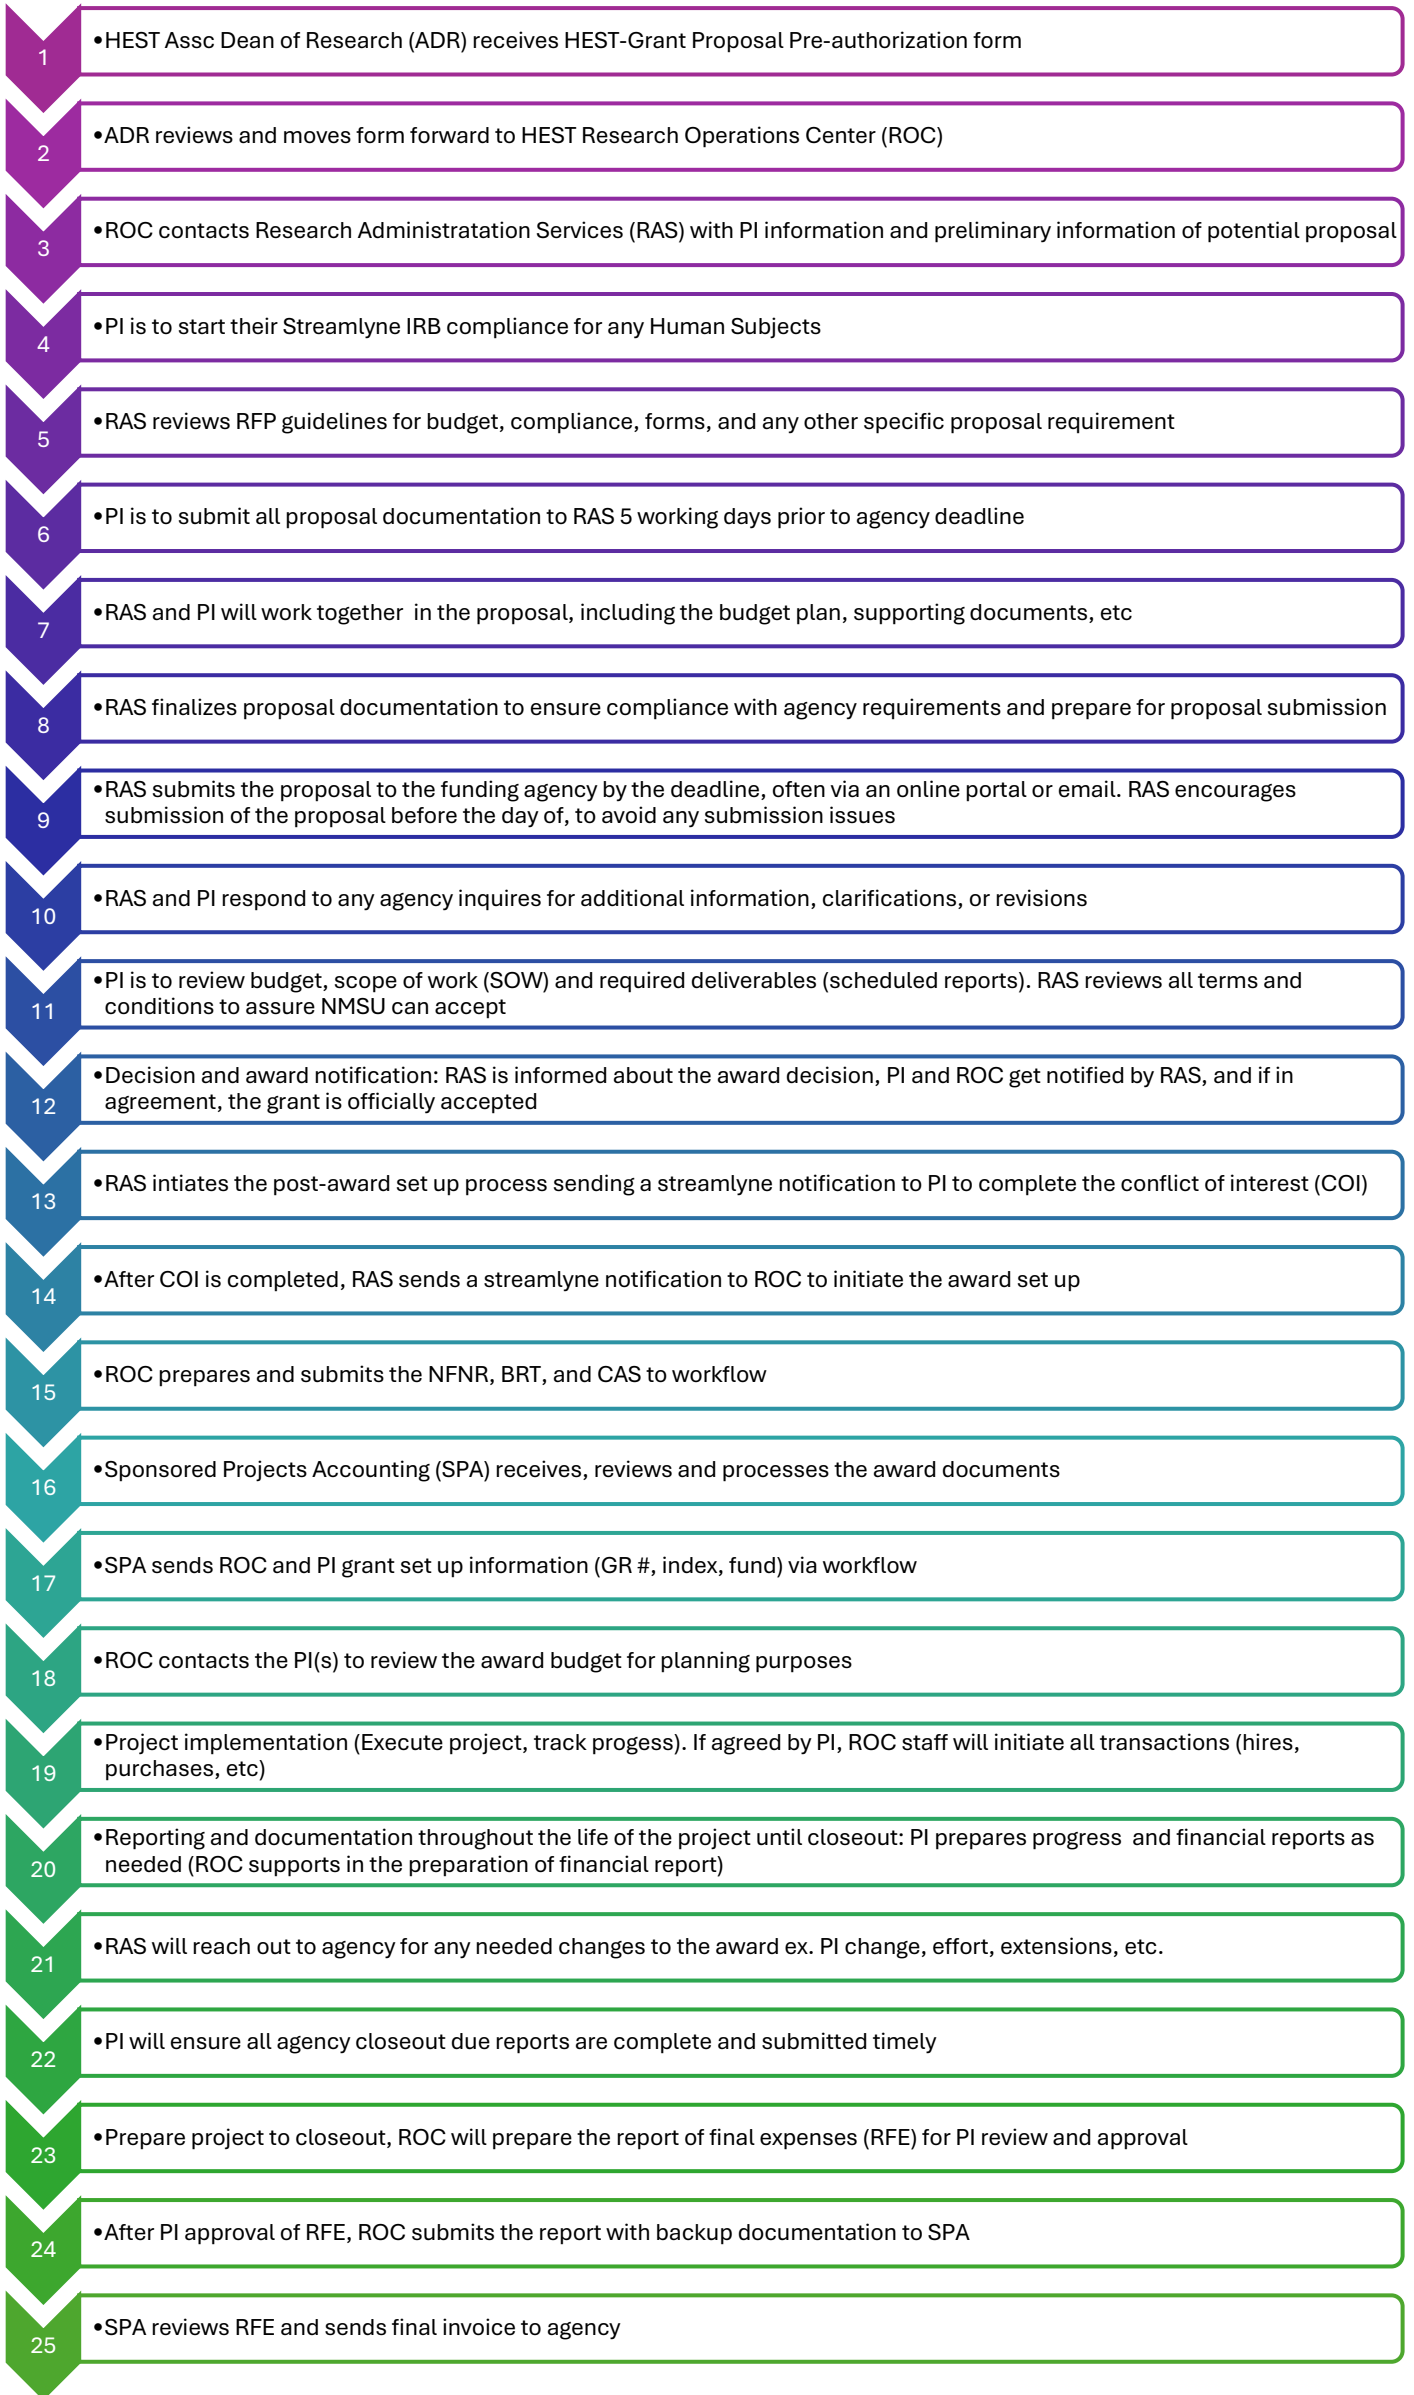 1
•HEST Assc Dean of Research (ADR) receives HEST-Grant Proposal Pre-authorization form
2
•ADR reviews and moves form forward to HEST Research Operations Center (ROC)
3
•ROC contacts Research Administratation Services (RAS) with PI information and preliminary information of potential proposal
4
•PI is to start their Streamlyne IRB compliance for any Human Subjects
5
•RAS reviews RFP guidelines for budget, compliance, forms, and any other specific proposal requirement
6
•PI is to submit all proposal documentation to RAS 5 working days prior to agency deadline
7
•RAS and PI will work together  in the proposal, including the budget plan, supporting documents, etc
8
•RAS finalizes proposal documentation to ensure compliance with agency requirements and prepare for proposal submission
9
•RAS submits the proposal to the funding agency by the deadline, often via an online portal or email. RAS encourages
submission of the proposal before the day of, to avoid any submission issues
10
•RAS and PI respond to any agency inquires for additional information, clarifications, or revisions
11
•PI is to review budget, scope of work (SOW) and required deliverables (scheduled reports). RAS reviews all terms and
conditions to assure NMSU can accept
12
•Decision and award notification: RAS is informed about the award decision, PI and ROC get notified by RAS, and if in
agreement, the grant is officially accepted
13
•RAS intiates the post-award set up process sending a streamlyne notification to PI to complete the conflict of interest (COI)
14
•After COI is completed, RAS sends a streamlyne notification to ROC to initiate the award set up
15
•ROC prepares and submits the NFNR, BRT, and CAS to workflow
16
•Sponsored Projects Accounting (SPA) receives, reviews and processes the award documents
17
•SPA sends ROC and PI grant set up information (GR #, index, fund) via workflow
18
•ROC contacts the PI(s) to review the award budget for planning purposes
19
•Project implementation (Execute project, track progess). If agreed by PI, ROC staff will initiate all transactions (hires,
purchases, etc)
20
•Reporting and documentation throughout the life of the project until closeout: PI prepares progress  and financial reports as
needed (ROC supports in the preparation of financial report)
21
•RAS will reach out to agency for any needed changes to the award ex. PI change, effort, extensions, etc.
22
•PI will ensure all agency closeout due reports are complete and submitted timely
23
•Prepare project to closeout, ROC will prepare the report of final expenses (RFE) for PI review and approval
24
•After PI approval of RFE, ROC submits the report with backup documentation to SPA
25
•SPA reviews RFE and sends final invoice to agency